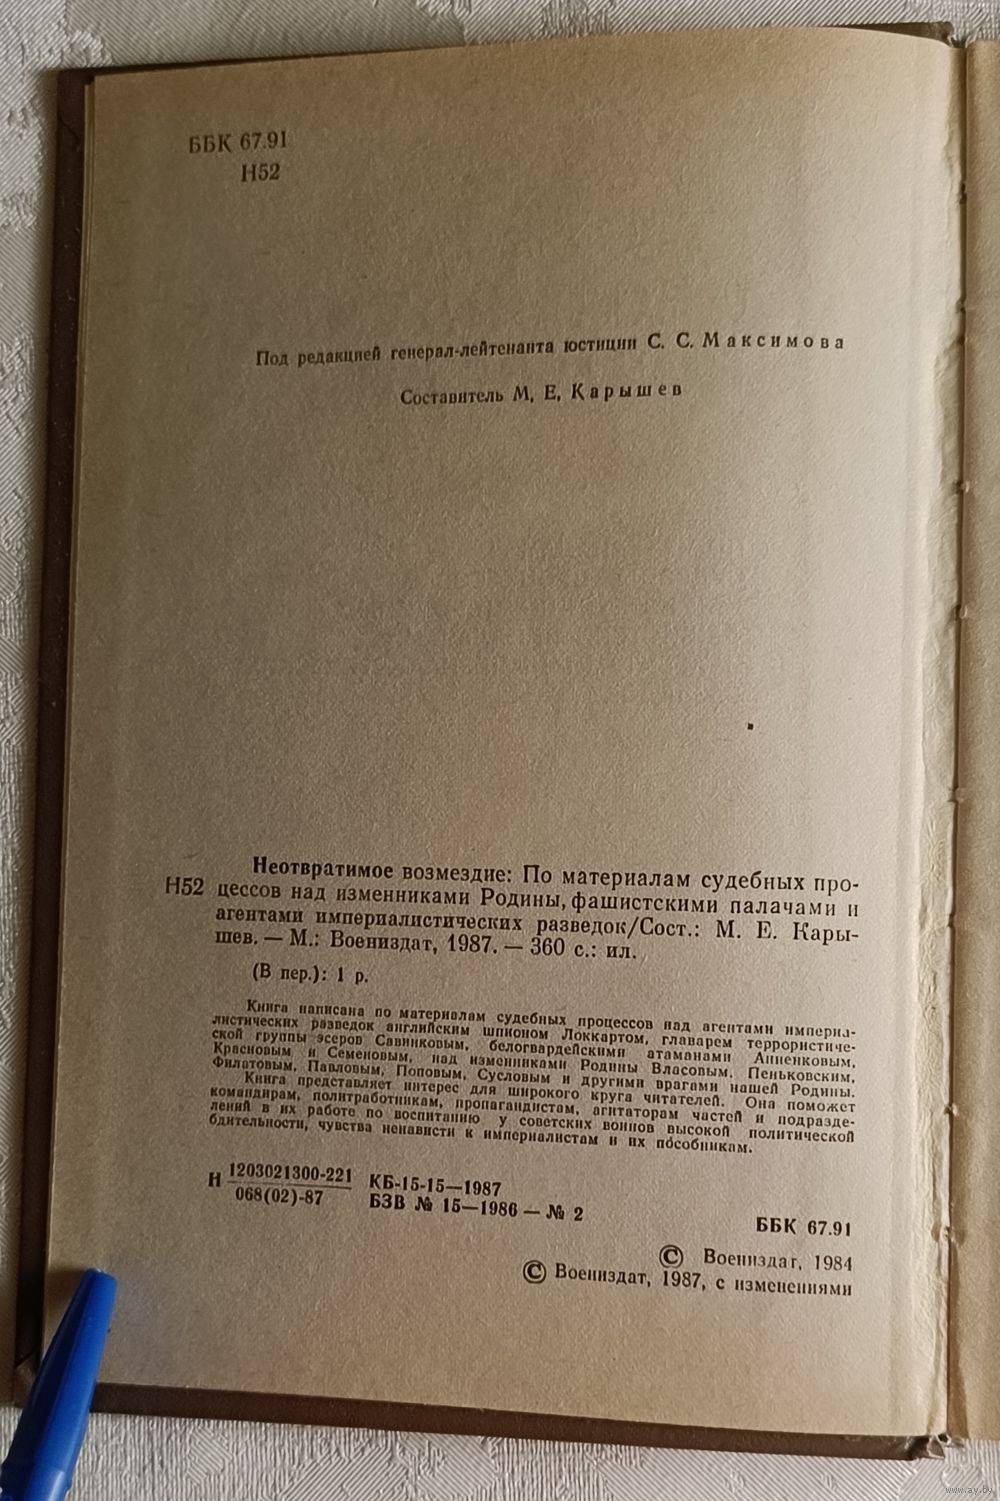 ББК 67.91
Н52
Под редакцией генерал-лейтенанта юстиции С. С. Максимова
Составитель М. Е. Карышев
Неотвратимое возмездие: По материалам судебных про-
Н52 цессов над изменниками Родины, фашистскими палачами и
агентами империалистических разведок/Сост.: М. Е. Кары-
шев. — М.: Воениздат, 1987. — 360 с.: ил.
(В пер.): 1 р.
Книга написана по материалам судебных процессов над агентами империа-
листических разведок английским шпионом Локкартом, главарем террористиче-
ской группы эсеров Савинковым, белогвардейскими атаманами Анненковым,
Красновым и Семеновым, над изменниками Родины Власовым, Пеньковским,
Филатовым, Павловым, Поповым, Сусловым и другими врагами нашей Родины.
Книга представляет интерес для широкого круга читателей. Она поможет
командирам, политработникам, пропагандистам, агитаторам частей и подразде-
лений в их работе по воспитанию у советских воинов высокой политической
бдительности, чувства ненависти к империалистам и их пособникам.
Н 1203021300-221 КБ-15-15—1987
068(02)-87 БЗВ № 15—1986 — № 2
ББК 67.91
© Воениздат, 1984
© Воениздат, 1987, с изменениями
www.ay.by